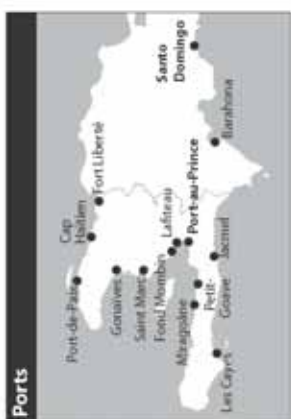 Ports
Port-de-Paix
Cap
Haïtien
Fort Liberté
Gonaives
Saint Marc
Fond Mombin
Lafiteau
Port-au-Prince
Santo
Domingo
Miragoâne
Petit-
Goave
Jacmel
Barahona
Les Cayes